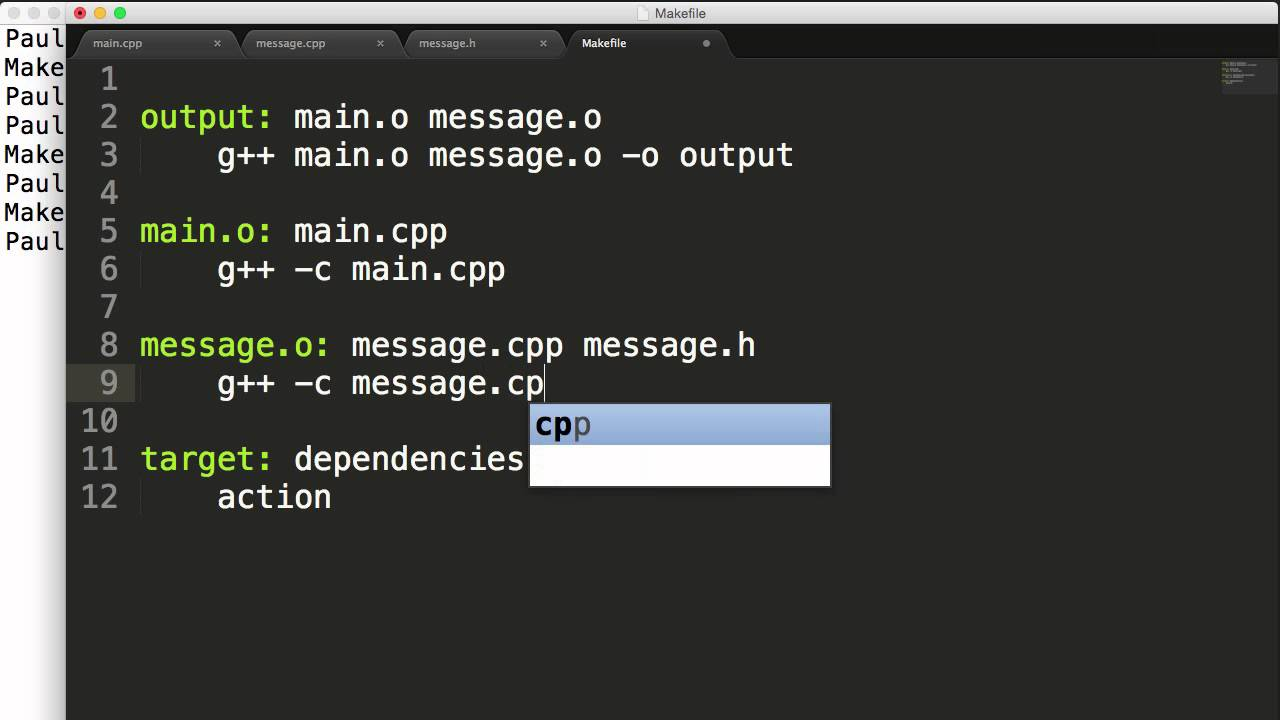 Makefile
main.cpp × message.cpp × message.h × Makefile
Paul
Make
Paul
Paul
Make
Paul
Make
Paul
1
2 output: main.o message.o
3 g++ main.o message.o -o output
4
5 main.o: main.cpp
6 g++ -c main.cpp
7
8 message.o: message.cpp message.h
9 g++ -c message.cp
cpp
10
11 target: dependencies
12 action